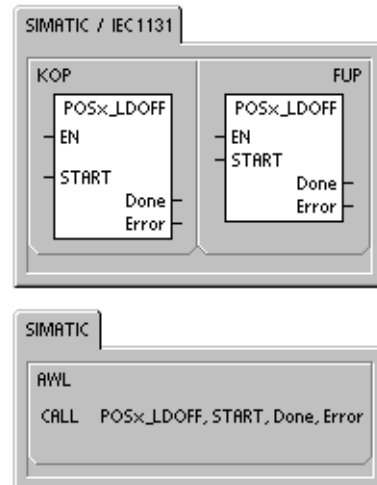 SIMATIC / IEC1131
KOP
FUP
POSx_LDOFF
EN
START
Done
Error
POSx_LDOFF
EN
START
Done
Error
SIMATIC
AWL
CALL POSx_LDOFF, START, Done, Error